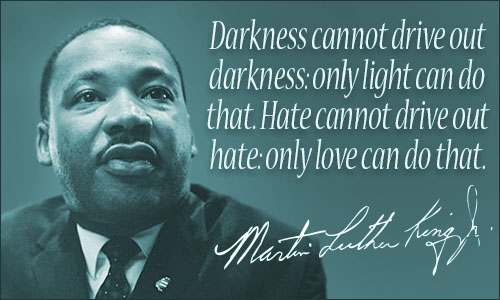 Darkness cannot drive out
darkness: only light can do
that. Hate cannot drive out
hate: only love can do that.
Martin Luther King Jr.